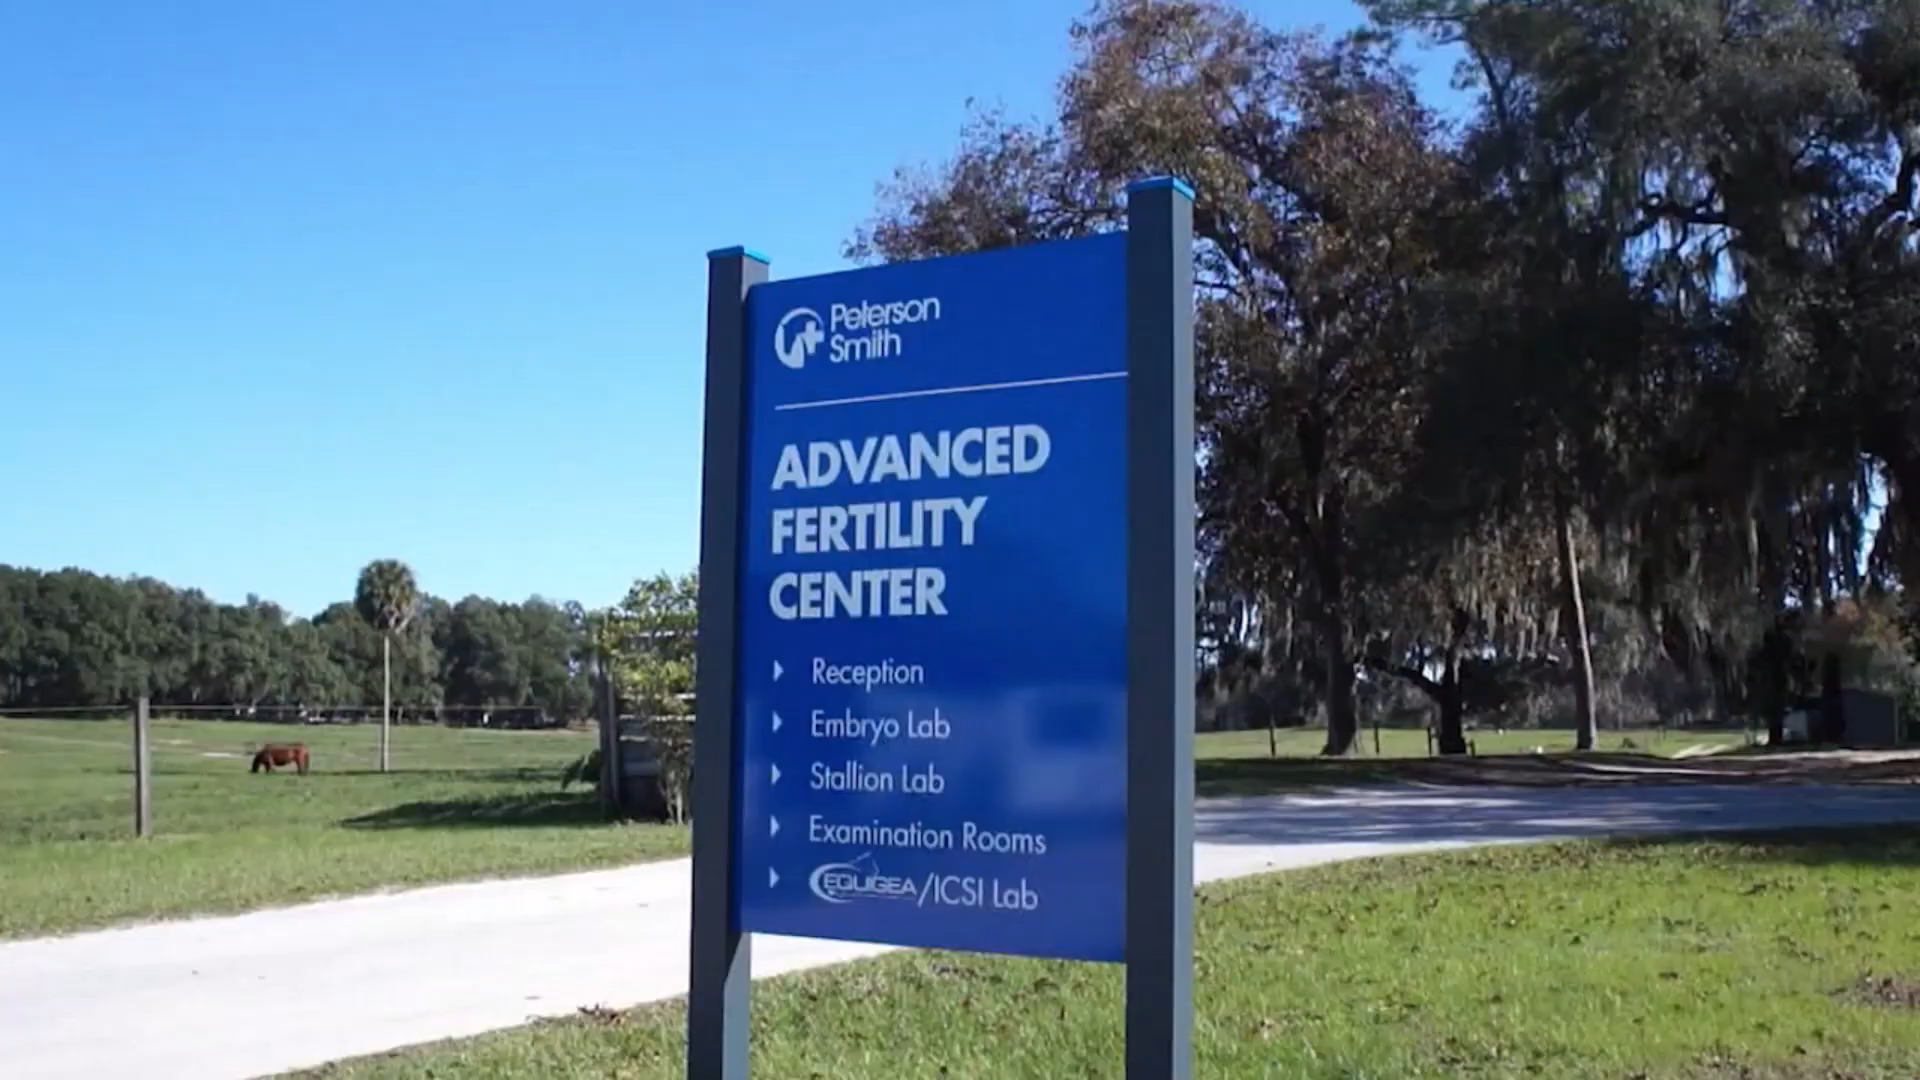 Peterson
Smith
ADVANCED
FERTILITY
CENTER
Reception
Embryo Lab
Stallion Lab
Examination Rooms
EQUIGEA/ICSI Lab